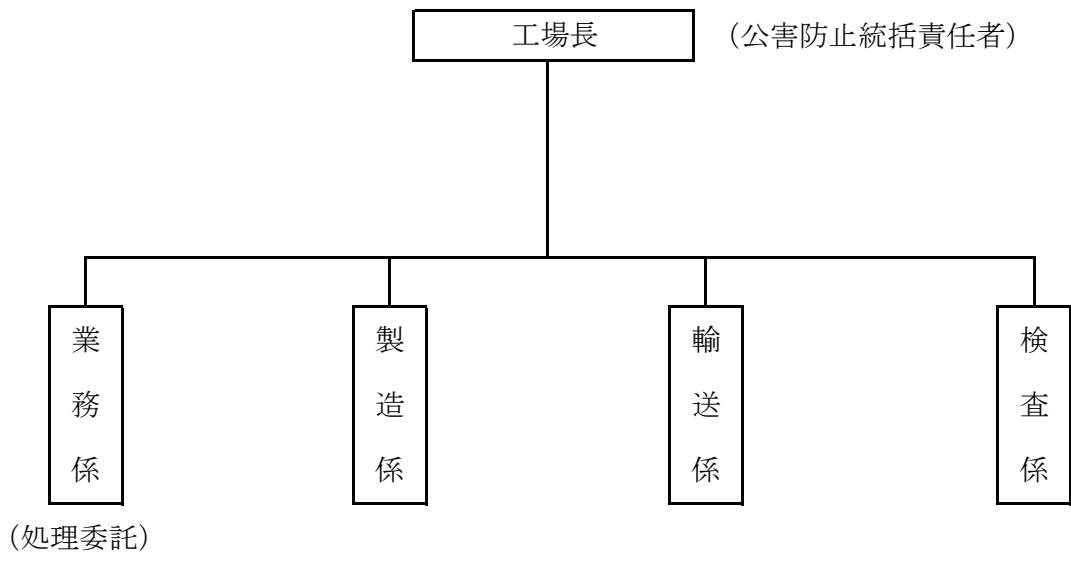 工場長
（公害防止統括責任者）
業務係
製造係
輸送係
検査係
（処理委託）